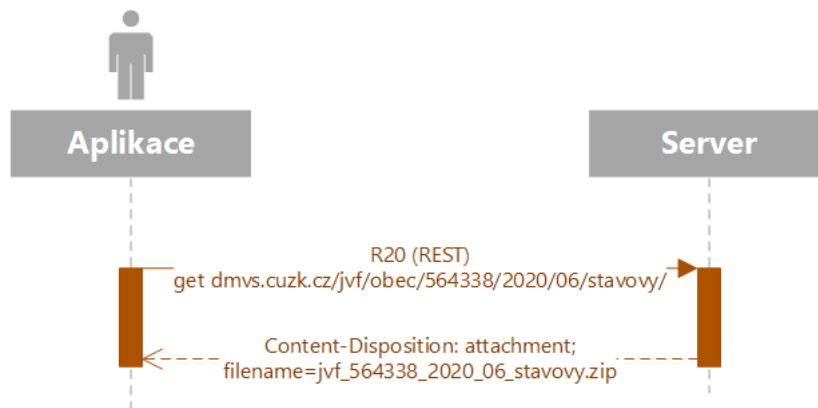 Aplikace
Server
R20 (REST)
get dmvs.cuzk.cz/jvf/obec/564338/2020/06/stavovy/
Content-Disposition: attachment;
filename=jvf_564338_2020_06_stavovy.zip